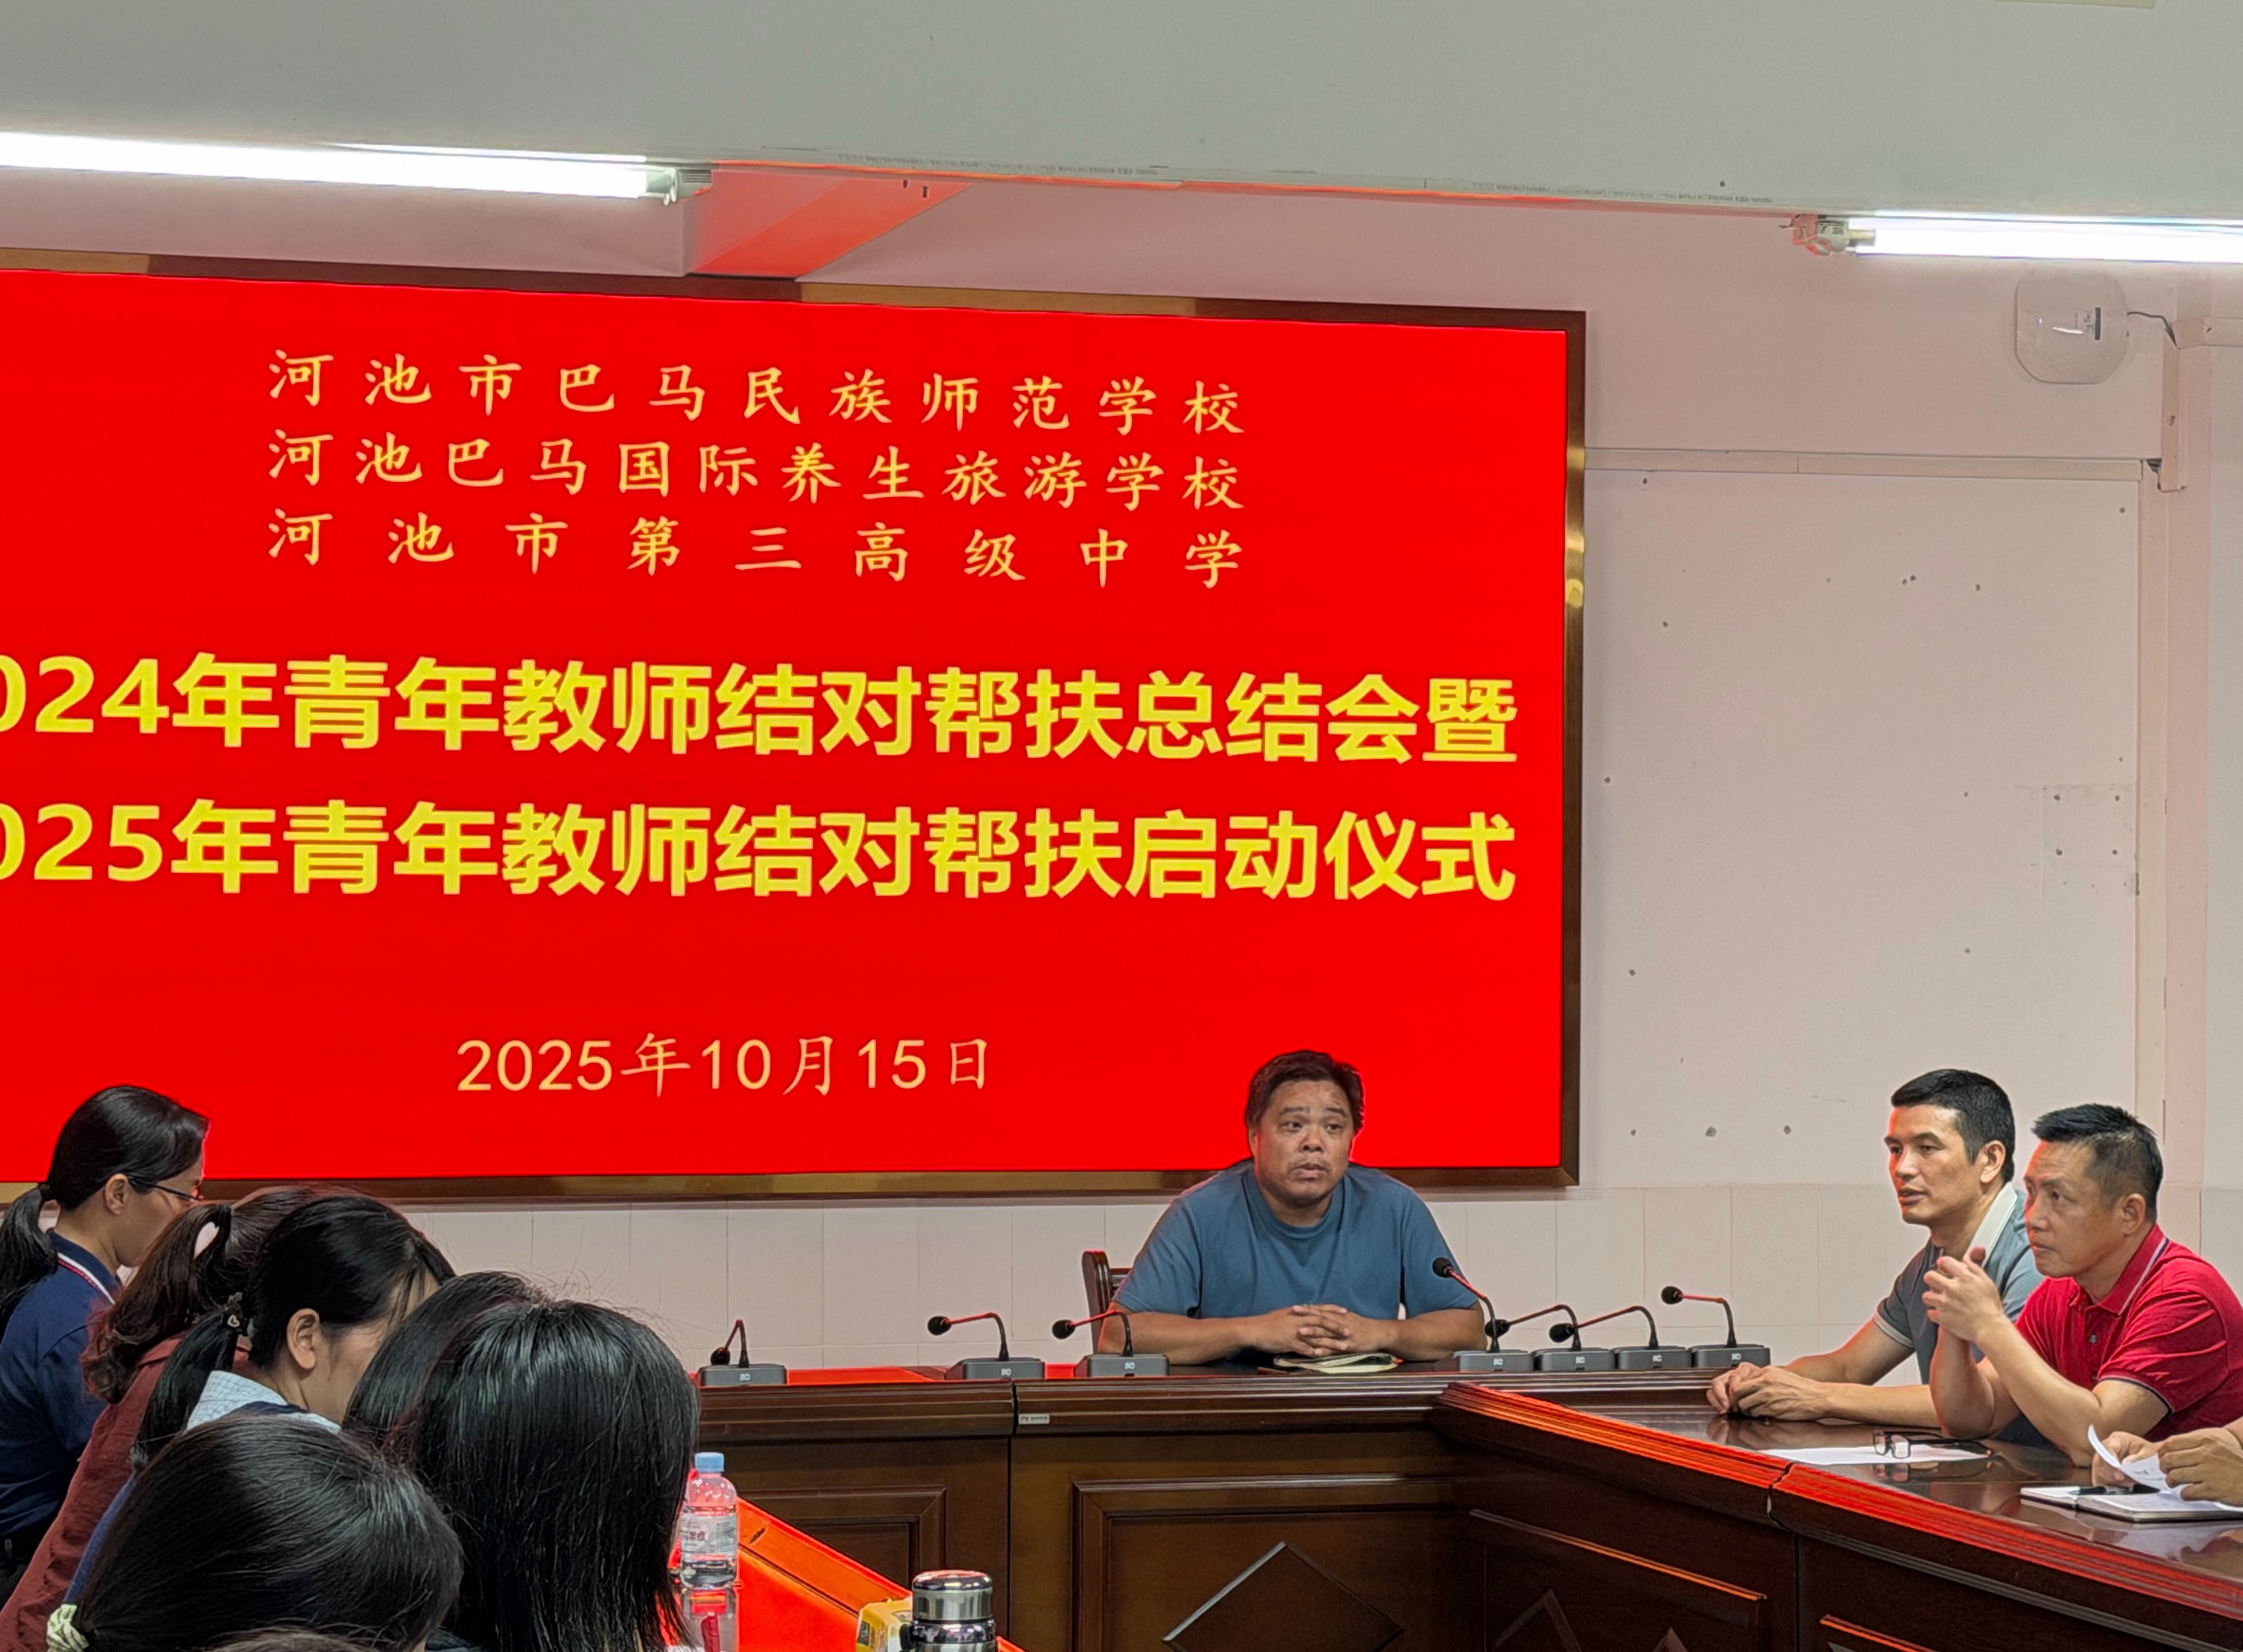 河池市巴马民族师范学校
河池巴马国际养生旅游学校
河池市第三高级中学
024年青年教师结对帮扶总结会暨
025年青年教师结对帮扶启动仪式
2025年10月15日